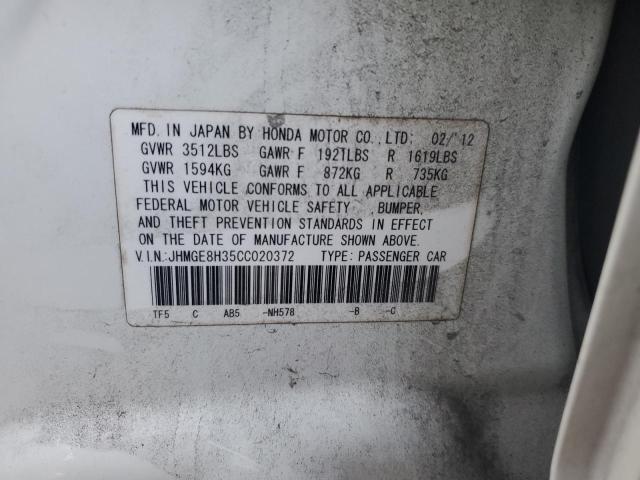 MFD. IN JAPAN BY HONDA MOTOR CO.,LTD; 02/'12
GVWR 3512LBS GAWR F 1921LBS R 1619LBS
GVWR 1594KG GAWR F 872KG R 735KG
THIS VEHICLE CONFORMS TO ALL APPLICABLE
FEDERAL MOTOR VEHICLE SAFETY ,BUMPER,
AND THEFT PREVENTION STANDARDS IN EFFECT
ON THE DATE OF MANUFACTURE SHOWN ABOVE.
V.I.N.:JHMGE8H35CC020372 TYPE: PASSENGER CAR
TF5 C AB5 -NH578 -B -C